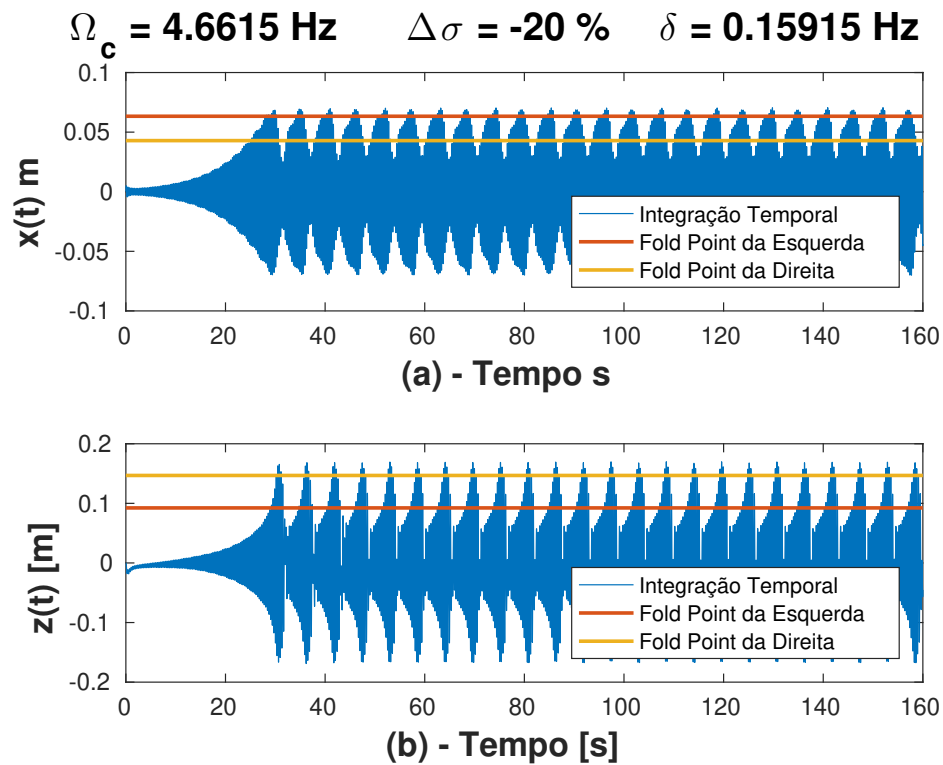 Ω_c = 4.6615 Hz Δσ = -20 % δ = 0.15915 Hz
0.1
0.05
0
-0.05
-0.1
x(t) m
Integração Temporal
Fold Point da Esquerda
Fold Point da Direita
0 20 40 60 80 100 120 140 160
(a) - Tempo s
0.2
0.1
0
-0.1
-0.2
z(t) [m]
Integração Temporal
Fold Point da Esquerda
Fold Point da Direita
0 20 40 60 80 100 120 140 160
(b) - Tempo [s]